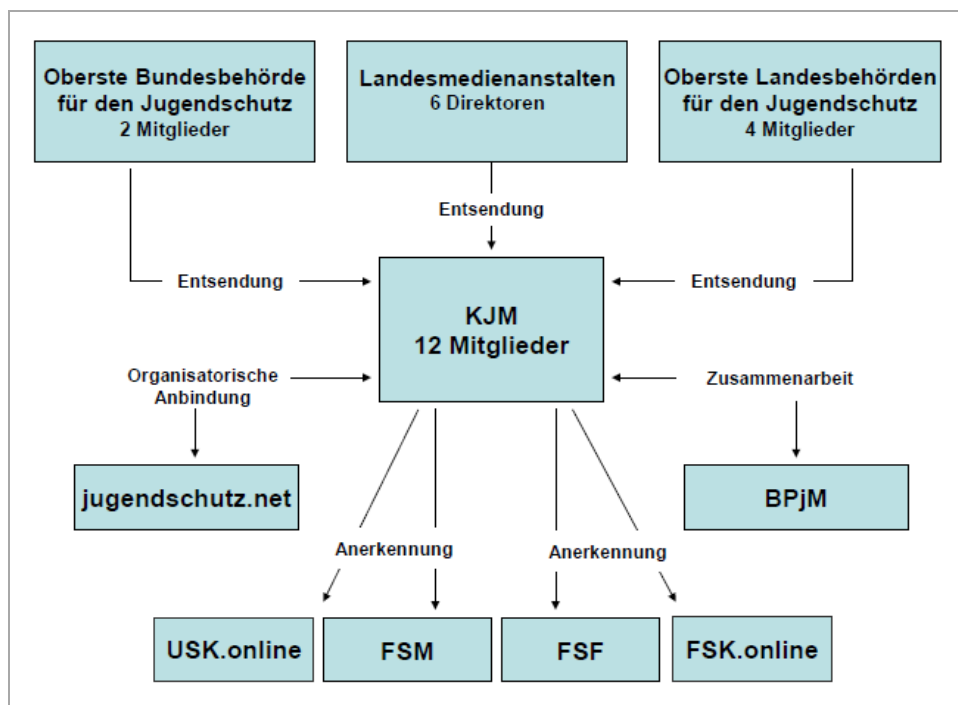 Oberste Bundesbehörde
für den Jugendschutz
2 Mitglieder
Landesmedienanstalten
6 Direktoren
Oberste Landesbehörden
für den Jugendschutz
4 Mitglieder
Entsendung
Entsendung
Entsendung
KJM
12 Mitglieder
Organisatorische
Anbindung
Zusammenarbeit
jugendschutz.net
BPjM
Anerkennung
Anerkennung
USK.online
FSM
FSF
FSK.online